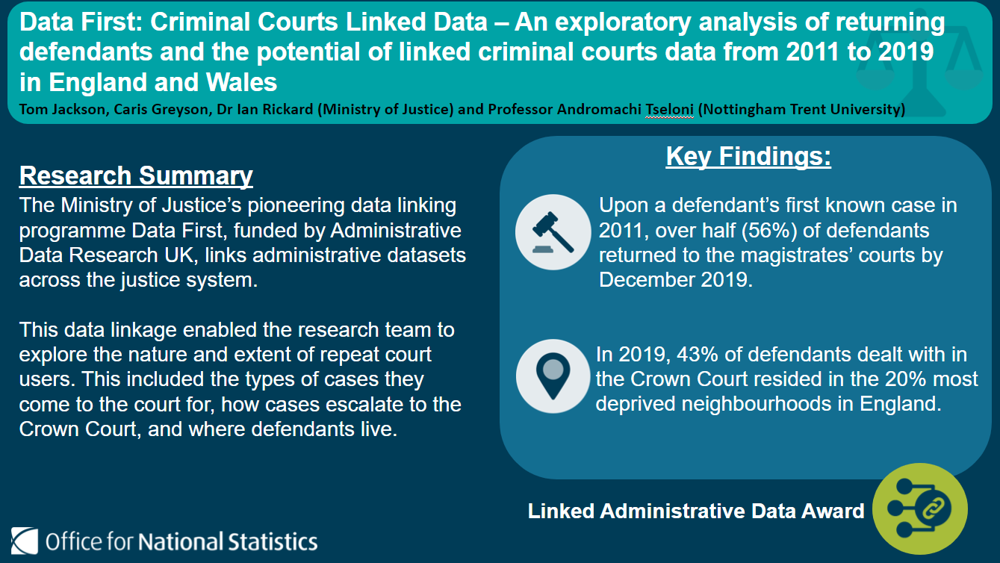 Data First: Criminal Courts Linked Data – An exploratory analysis of returning
defendants and the potential of linked criminal courts data from 2011 to 2019
in England and Wales
Tom Jackson, Caris Greyson, Dr Ian Rickard (Ministry of Justice) and Professor Andromachi Tseloni (Nottingham Trent University)
Research Summary
The Ministry of Justice’s pioneering data linking
programme Data First, funded by Administrative
Data Research UK, links administrative datasets
across the justice system.
This data linkage enabled the research team to
explore the nature and extent of repeat court
users. This included the types of cases they
come to the court for, how cases escalate to the
Crown Court, and where defendants live.
Key Findings:
Upon a defendant’s first known case in
2011, over half (56%) of defendants
returned to the magistrates’ courts by
December 2019.
In 2019, 43% of defendants dealt with in
the Crown Court resided in the 20% most
deprived neighbourhoods in England.
Linked Administrative Data Award
Office for National Statistics